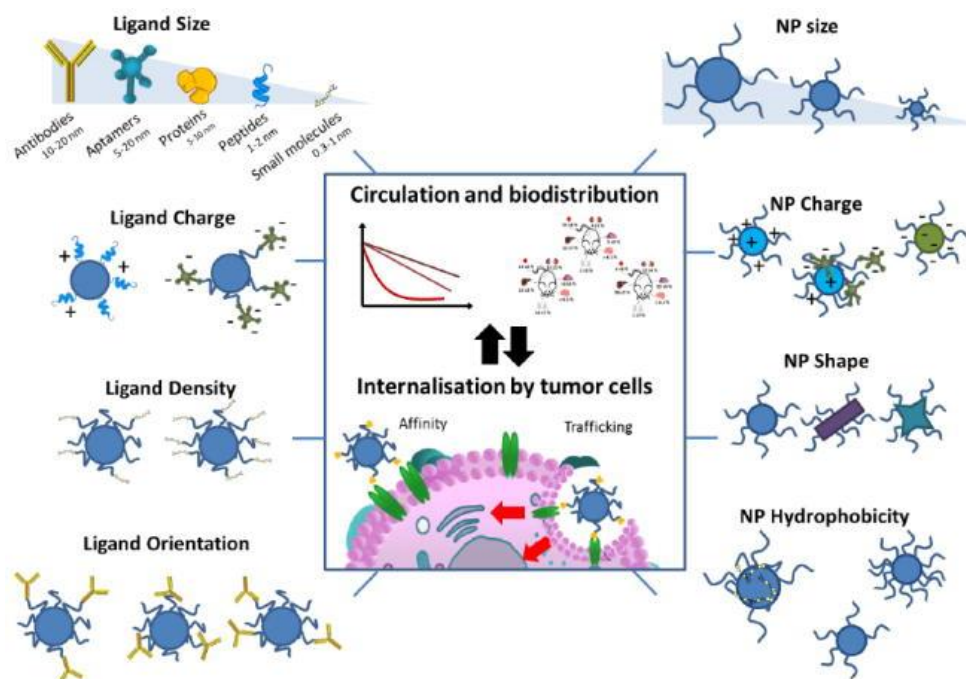 Ligand Size
Antibodies
10-20 nm
Aptamers
5-20 nm
Proteins
5-10 nm
Peptides
1-2 nm
Small molecules
0.3-1 nm
NP size
Ligand Charge
+
+
+
-
-
-
-
-
-
-
-
Circulation and biodistribution
NP Charge
+
+
+
+
+
-
-
-
-
-
-
-
-
Ligand Density
Internalisation by tumor cells
Affinity
Trafficking
NP Shape
Ligand Orientation
NP Hydrophobicity